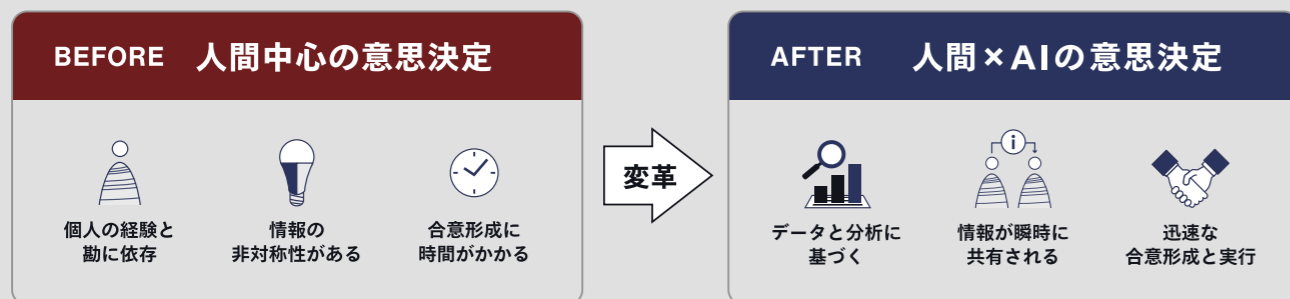 BEFORE 人間中心の意思決定
個人の経験と
勘に依存
情報の
非対称性がある
合意形成に
時間がかかる
変革
AFTER 人間×AIの意思決定
データと分析に
基づく
i
情報が瞬時に
共有される
迅速な
合意形成と実行